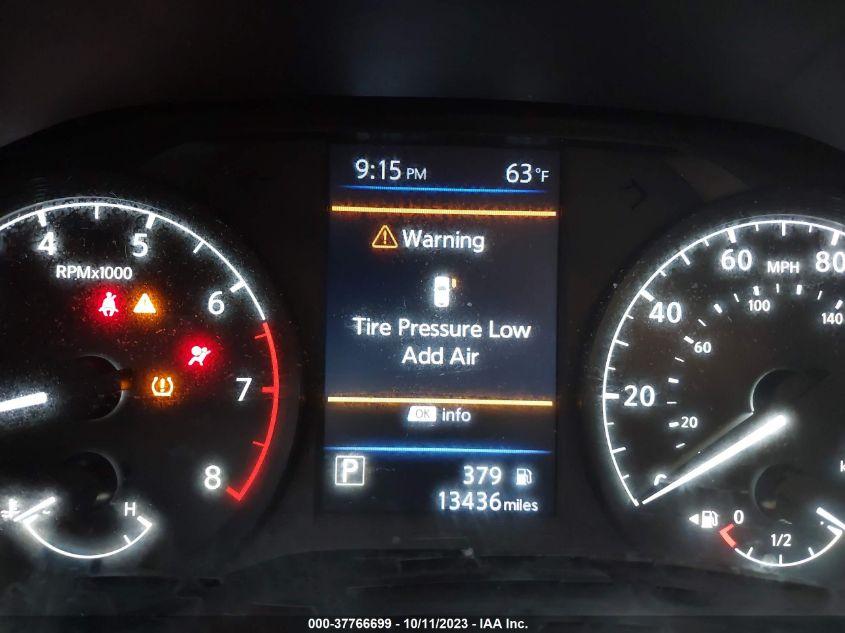 9:15 PM 63°F
Warning
Tire Pressure Low
Add Air
OK info
P 379
13436 miles
4 5 6 7 8
RPMx1000
H
20 40 60 80
MPH
20 60 100 140
0 1/2
000-37766699 - 10/11/2023 - IAA Inc.